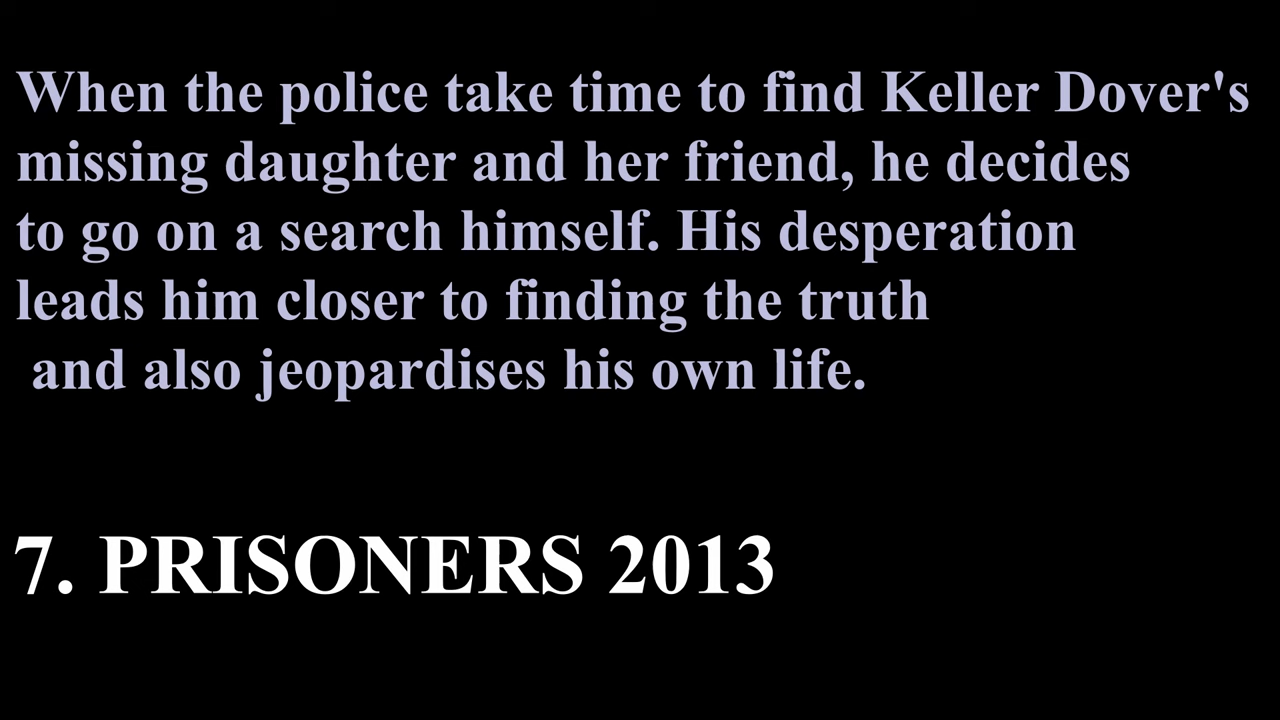 When the police take time to find Keller Dover's
missing daughter and her friend, he decides
to go on a search himself. His desperation
leads him closer to finding the truth
and also jeopardises his own life.
7. PRISONERS 2013